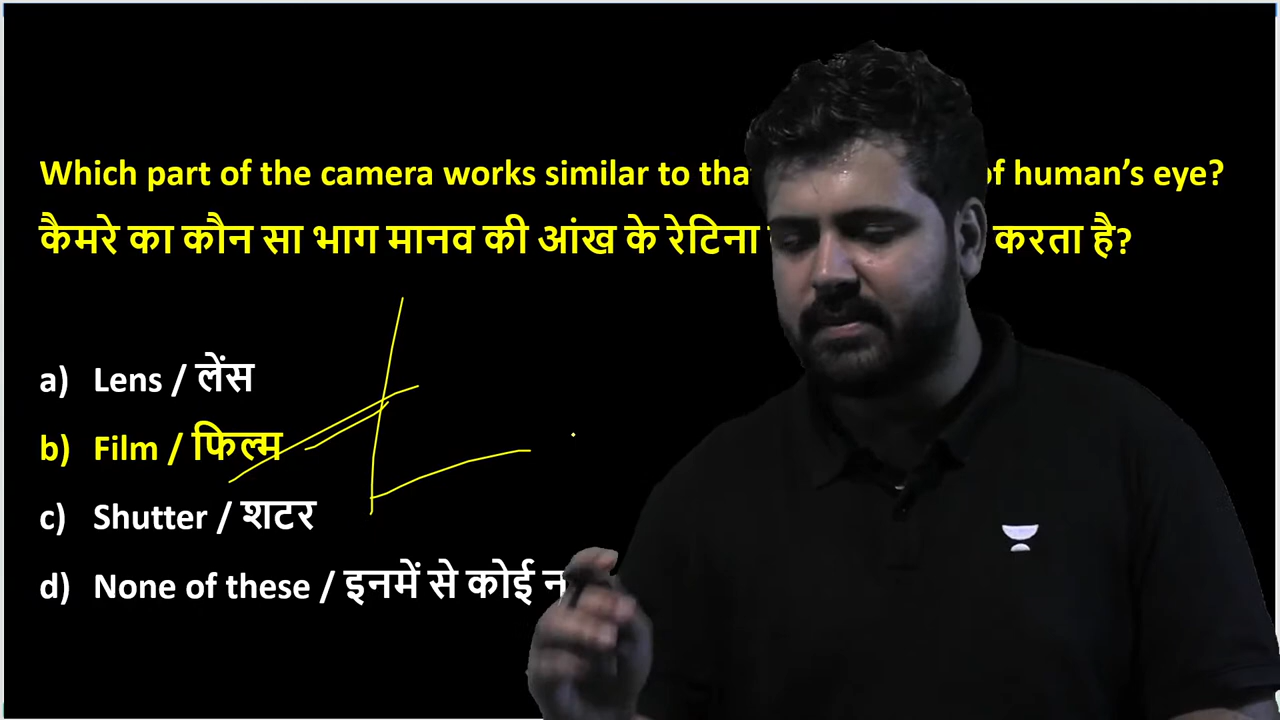 Which part of the camera works similar to of human’s eye?
कैमरे का कौन सा भाग मानव की आंख के रेटिना करता है?
a) Lens / लेंस
b) Film / फिल्म
c) Shutter / शटर
d) None of these / इनमें से कोई